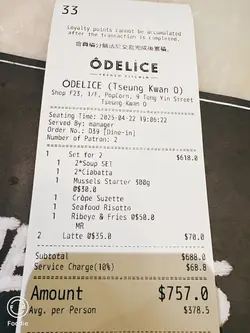 33
Loyalty points cannot be accumulated
after the transaction is completed.
ÔDELICE
FRENCH KITCHEN
ÔDELICE (Tseung Kwan O)
Shop F23, 1/F, PopCorn, 9 Tong Yin Street
Tseung Kwan O
Seating Time: 2025-04-22 19:06:22
Served By: manager
Order No.: D39 [Dine-in]
Number of Patron: 2
1 Set for 2 $618.0
1 2*Soup SET
1 2*Ciabatta
1 Mussels Starter 300g
@$30.0
1 Crêpe Suzette
1 Seafood Risotto
1 Ribeye & Fries @$50.0
MR
2 Latte @$35.0 $70.0
Subtotal $688.0
Service Charge(10%) $68.8
Amount $757.0
Avg. per Person $378.5
Foodie